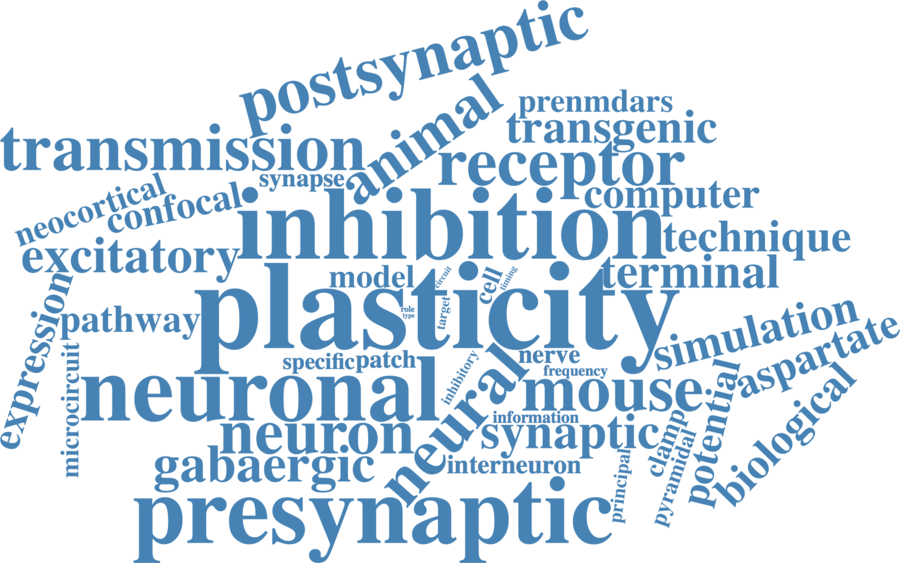 postsynaptic
animal
prenmdars
transgenic
transmission
receptor
synapse
computer
neocortical
confocal
inhibition
technique
excitatory
model
circuit
cell
timing
terminal
plasticity
expression
pathway
role
type
target
simulation
aspartate
specific
patch
inhibitory
nerve
frequency
microcircuit
neuronal
neural
mouse
potential
biological
neuron
information
synaptic
clamp
gabaergic
interneuron
principal
pyramidal
presynaptic